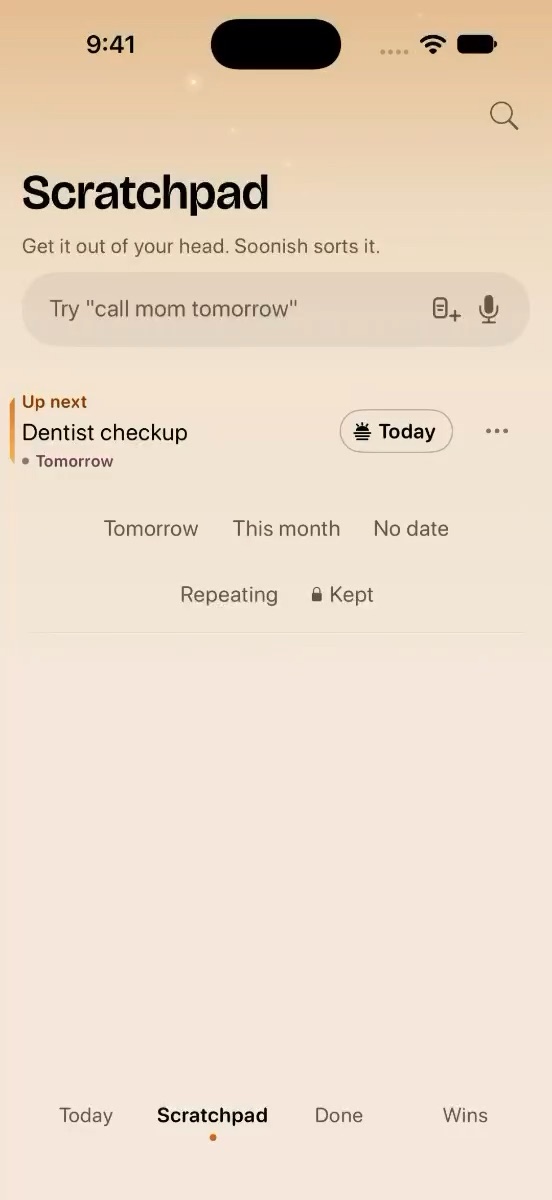 9:41
Scratchpad
Get it out of your head. Soonish sorts it.
Try "call mom tomorrow"
Up next
Dentist checkup
Today
• Tomorrow
Tomorrow This month No date
Repeating Kept
Today Scratchpad Done Wins